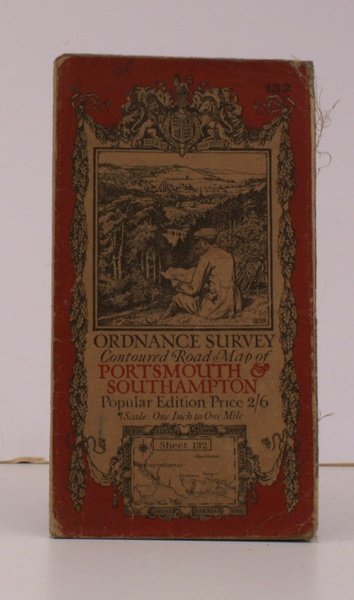 132
ORDNANCE SURVEY
Contoured Road Map of
PORTSMOUTH &
SOUTHAMPTON
Popular Edition Price 2/6
Scale: One Inch to One Mile
Sheet 132